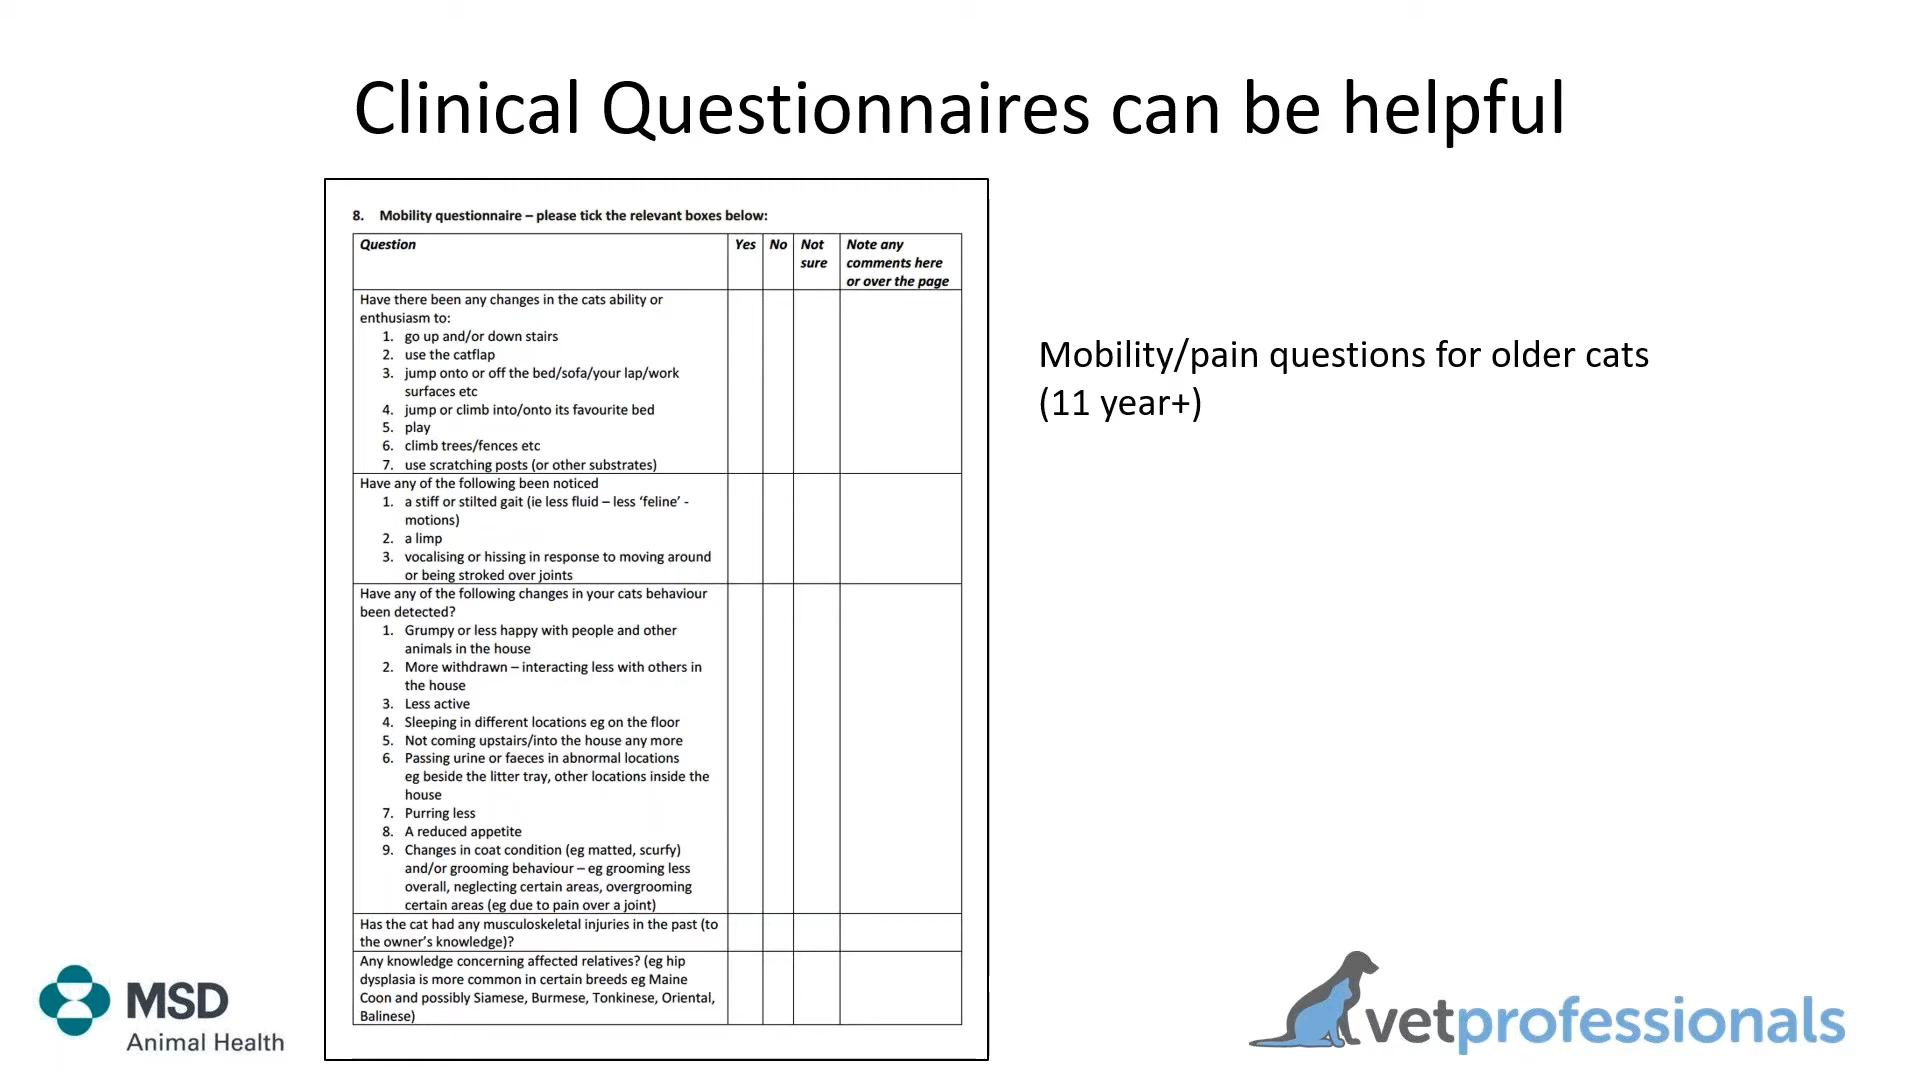 Clinical Questionnaires can be helpful
8. Mobility questionnaire – please tick the relevant boxes below:
Question Yes No Not sure Note any comments here or over the page
Have there been any changes in the cats ability or
enthusiasm to:
1. go up and/or down stairs
2. use the catflap
3. jump onto or off the bed/sofa/your lap/work
surfaces etc
4. jump or climb into/onto its favourite bed
5. play
6. climb trees/fences etc
7. use scratching posts (or other substrates)
Have any of the following been noticed
1. a stiff or stilted gait (ie less fluid – less ‘feline’ -
motions)
2. a limp
3. vocalising or hissing in response to moving around
or being stroked over joints
Have any of the following changes in your cats behaviour
been detected?
1. Grumpy or less happy with people and other
animals in the house
2. More withdrawn – interacting less with others in
the house
3. Less active
4. Sleeping in different locations eg on the floor
5. Not coming upstairs/into the house any more
6. Passing urine or faeces in abnormal locations
eg beside the litter tray, other locations inside the
house
7. Purring less
8. A reduced appetite
9. Changes in coat condition (eg matted, scurfy)
and/or grooming behaviour – eg grooming less
overall, neglecting certain areas, overgrooming
certain areas (eg due to pain over a joint)
Has the cat had any musculoskeletal injuries in the past (to
the owner’s knowledge)?
Any knowledge concerning affected relatives? (eg hip
dysplasia is more common in certain breeds eg Maine
Coon and possibly Siamese, Burmese, Tonkinese, Oriental,
Balinese)
Mobility/pain questions for older cats
(11 year+)
MSD
Animal Health
vetprofessionals